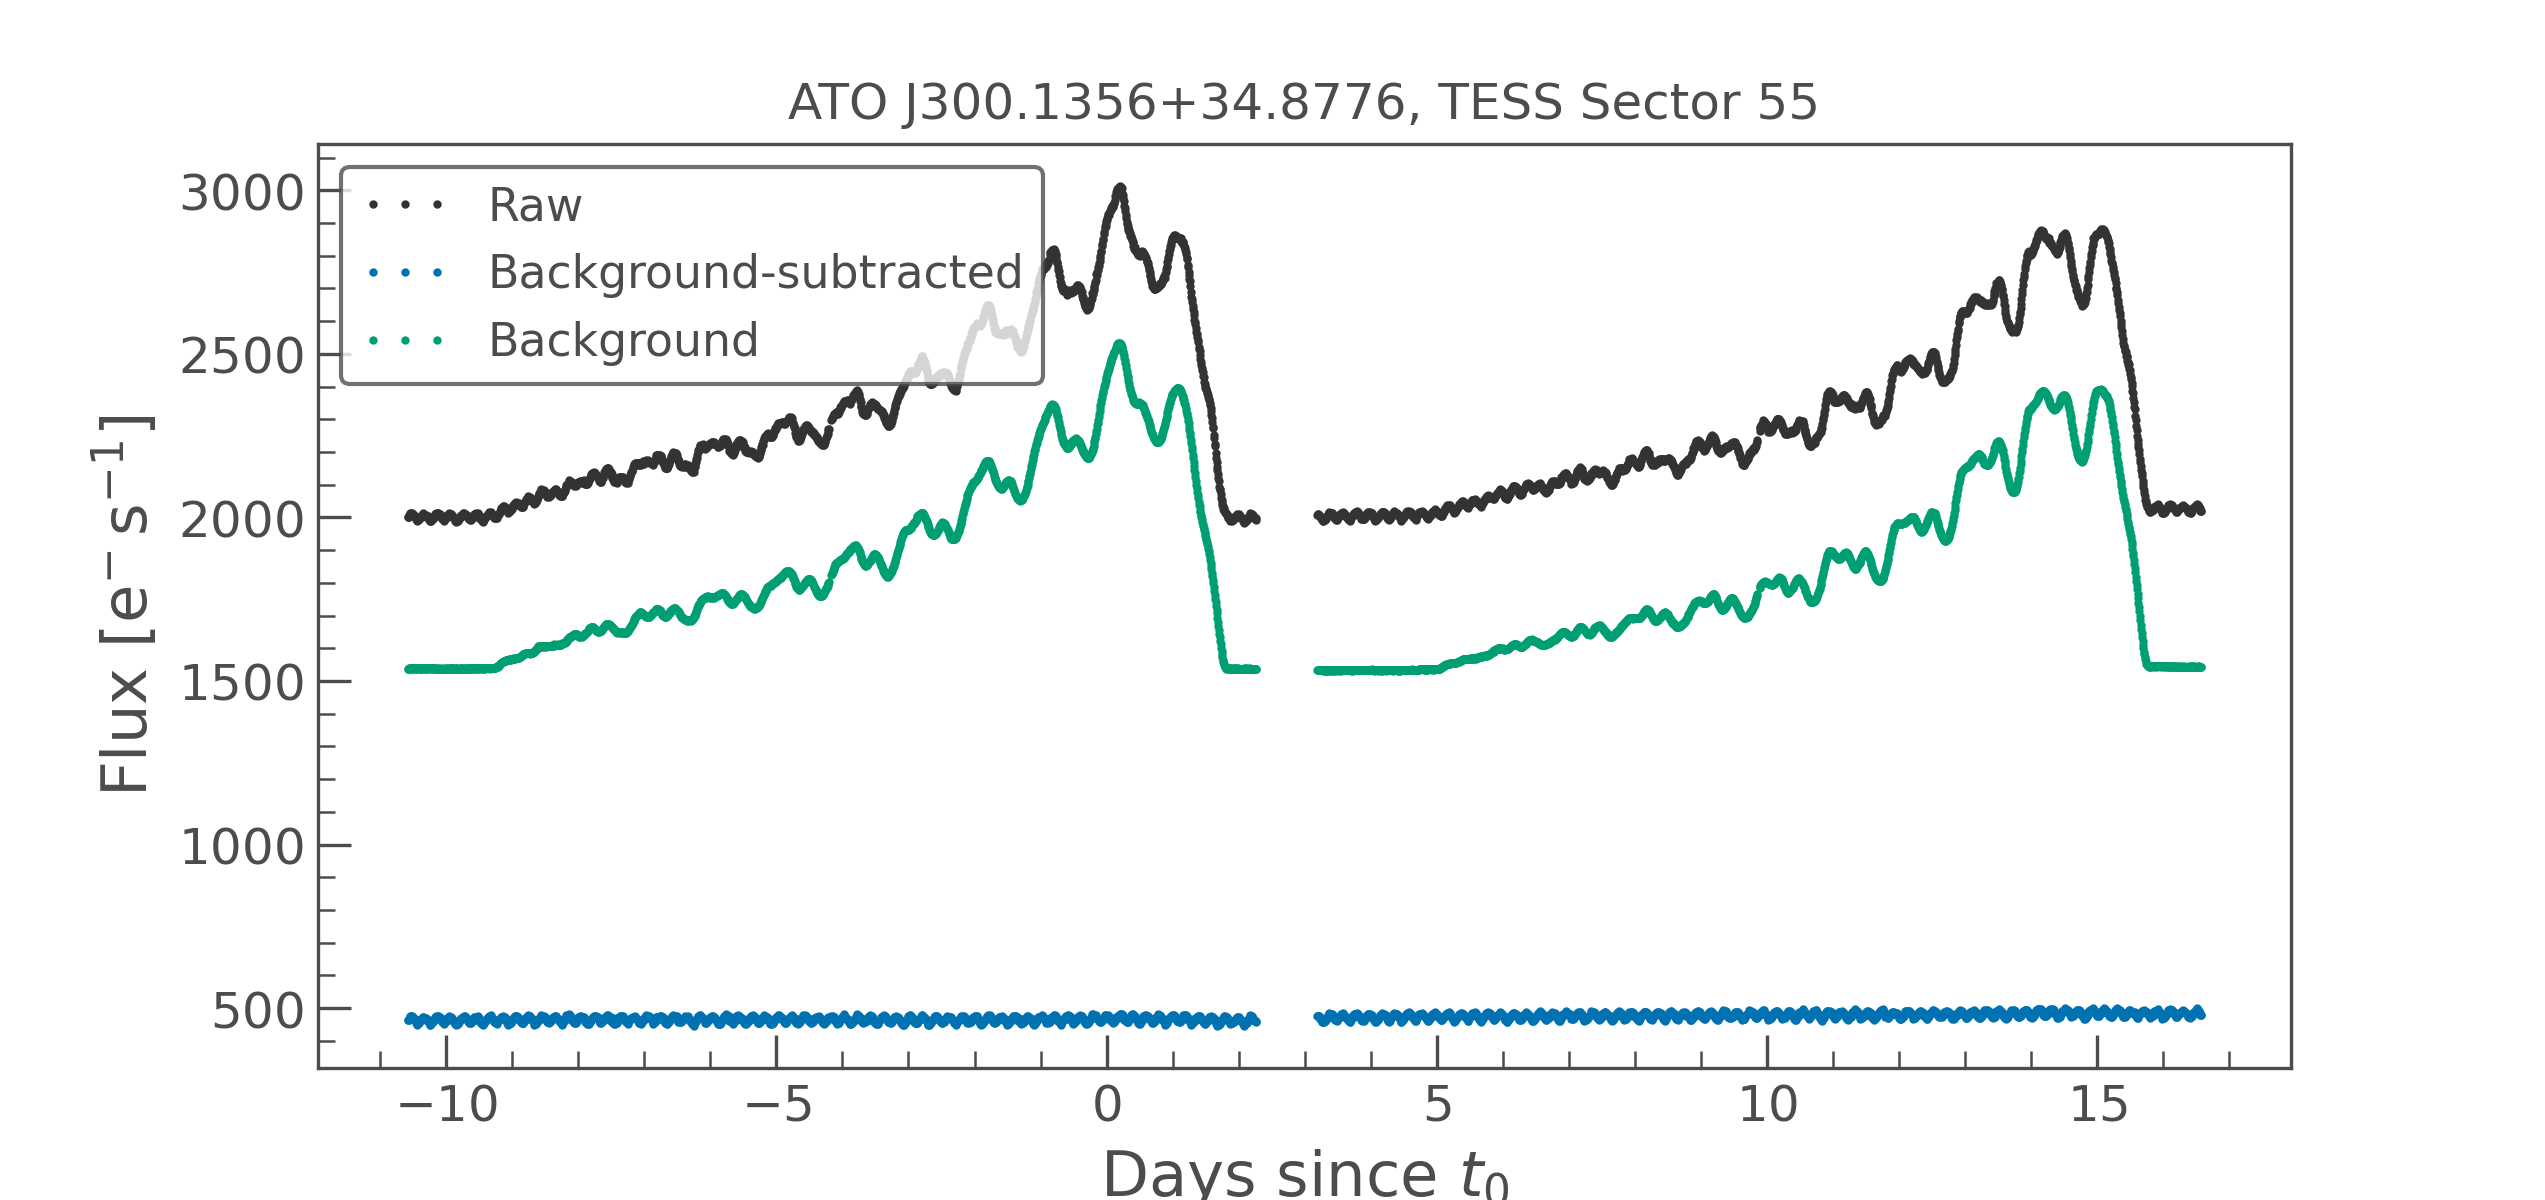 ATO J300.1356+34.8776, TESS Sector 55
Raw
Background-subtracted
Background
3000
2500
2000
1500
1000
500
Flux [e⁻ s⁻¹]
−10 −5 0 5 10 15
Days since t₀